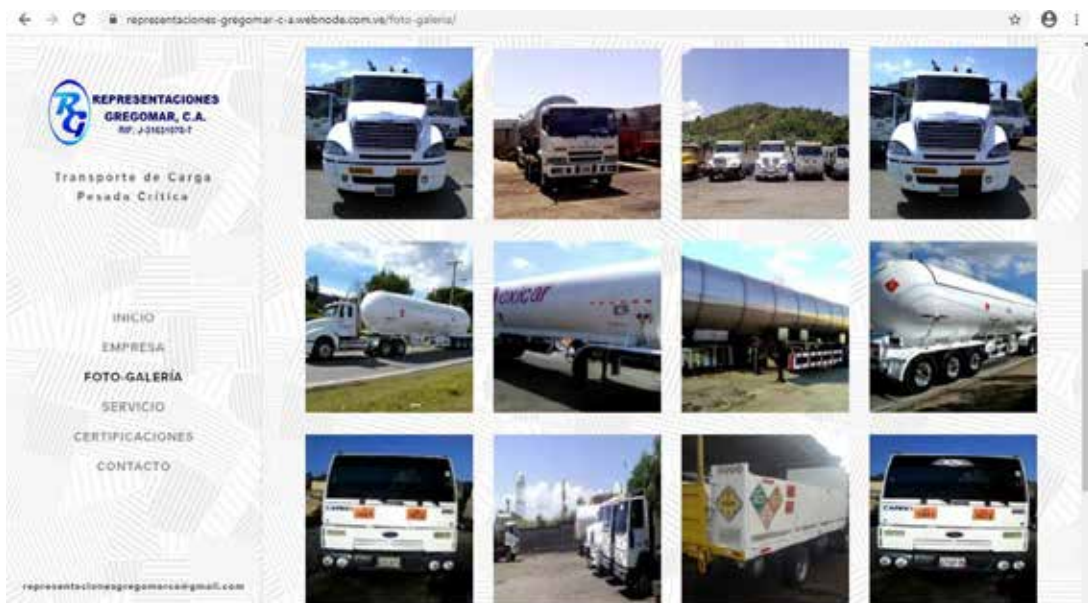 representaciones-gregomar-c-a.webnode.com.ve/foto-galeria/
RG
REPRESENTACIONES
GREGOMAR, C.A.
Transporte de Carga
Pesada Crítica
INICIO
EMPRESA
FOTO-GALERÍA
SERVICIO
CERTIFICACIONES
CONTACTO
representacionesgregomarca@gmail.com